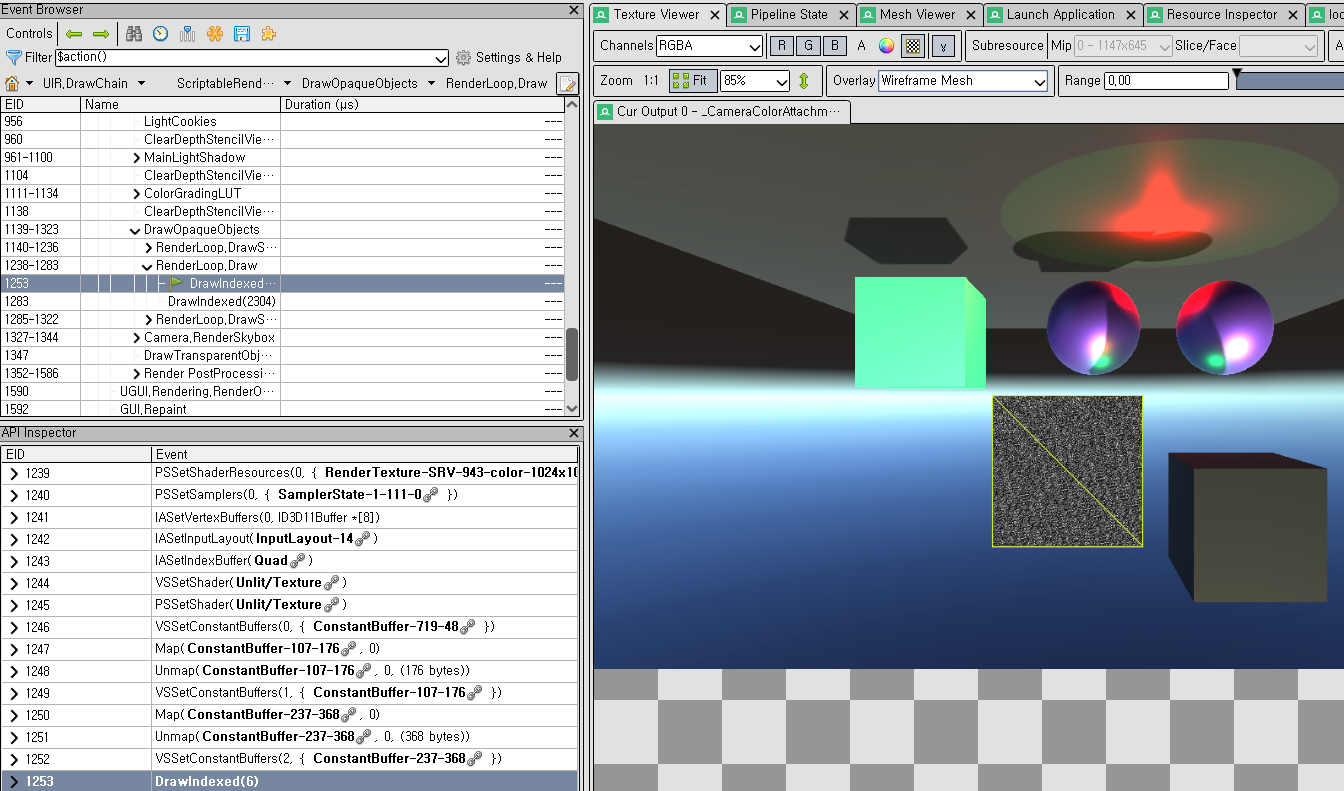 Event Browser
Controls
Filter $action() Settings & Help
UIR.DrawChain ScriptableRend··· DrawOpaqueObjects RenderLoop.Draw
EID Name Duration (µs)
956 LightCookies ---
960 ClearDepthStencilVie··· ---
961-1100 MainLightShadow ---
1104 ClearDepthStencilVie··· ---
1111-1134 ColorGradingLUT ---
1138 ClearDepthStencilVie··· ---
1139-1323 DrawOpaqueObjects ---
1140-1236 RenderLoop.DrawS··· ---
1238-1283 RenderLoop.Draw ---
1253 DrawIndexed··· ---
1283 DrawIndexed(2304) ---
1285-1322 RenderLoop.DrawS··· ---
1327-1344 Camera.RenderSkybox ---
1347 DrawTransparentObj··· ---
1352-1586 Render PostProcessi··· ---
1590 UGUI.Rendering.RenderO··· ---
1592 GUI.Repaint ---
API Inspector
EID Event
1239 PSSetShaderResources(0, { RenderTexture-SRV-943-color-1024x10
1240 PSSetSamplers(0, { SamplerState-1-111-0 })
1241 IASetVertexBuffers(0, ID3D11Buffer *[8])
1242 IASetInputLayout( InputLayout-14 )
1243 IASetIndexBuffer( Quad )
1244 VSSetShader( Unlit/Texture )
1245 PSSetShader( Unlit/Texture )
1246 VSSetConstantBuffers(0, { ConstantBuffer-719-48 })
1247 Map( ConstantBuffer-107-176 , 0)
1248 Unmap( ConstantBuffer-107-176 , 0, (176 bytes))
1249 VSSetConstantBuffers(1, { ConstantBuffer-107-176 })
1250 Map( ConstantBuffer-237-368 , 0)
1251 Unmap( ConstantBuffer-237-368 , 0, (368 bytes))
1252 VSSetConstantBuffers(2, { ConstantBuffer-237-368 })
1253 DrawIndexed(6)
Texture Viewer Pipeline State Mesh Viewer Launch Application Resource Inspector
Channels RGBA R G B A γ Subresource Mip 0 - 1147x645 Slice/Face A
Zoom 1:1 Fit 85% Overlay Wireframe Mesh Range 0.00
Cur Output 0 - _CameraColorAttachm···